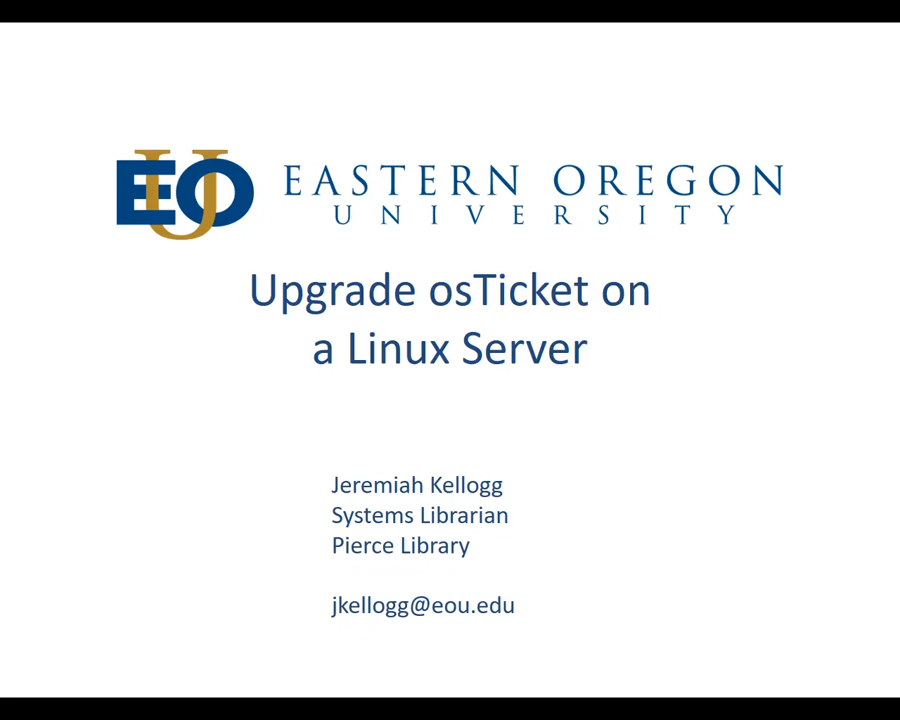 EOU
EASTERN OREGON
UNIVERSITY
Upgrade osTicket on
a Linux Server
Jeremiah Kellogg
Systems Librarian
Pierce Library
jkellogg@eou.edu